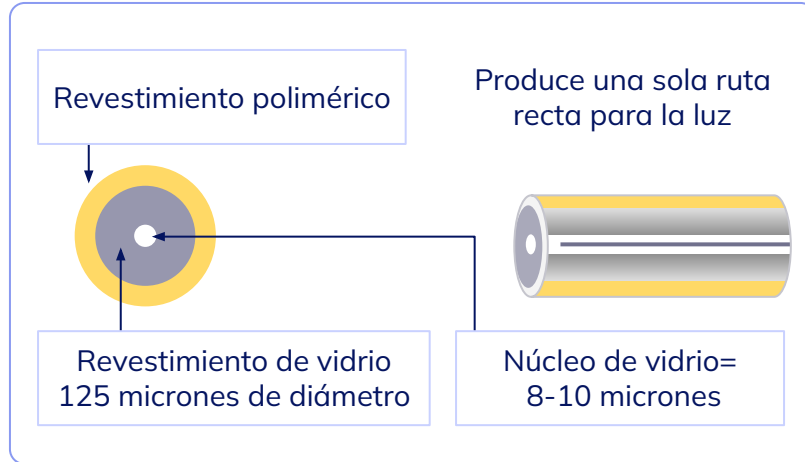 Revestimiento polimérico
Produce una sola ruta
recta para la luz
Revestimiento de vidrio
125 micrones de diámetro
Núcleo de vidrio=
8-10 micrones